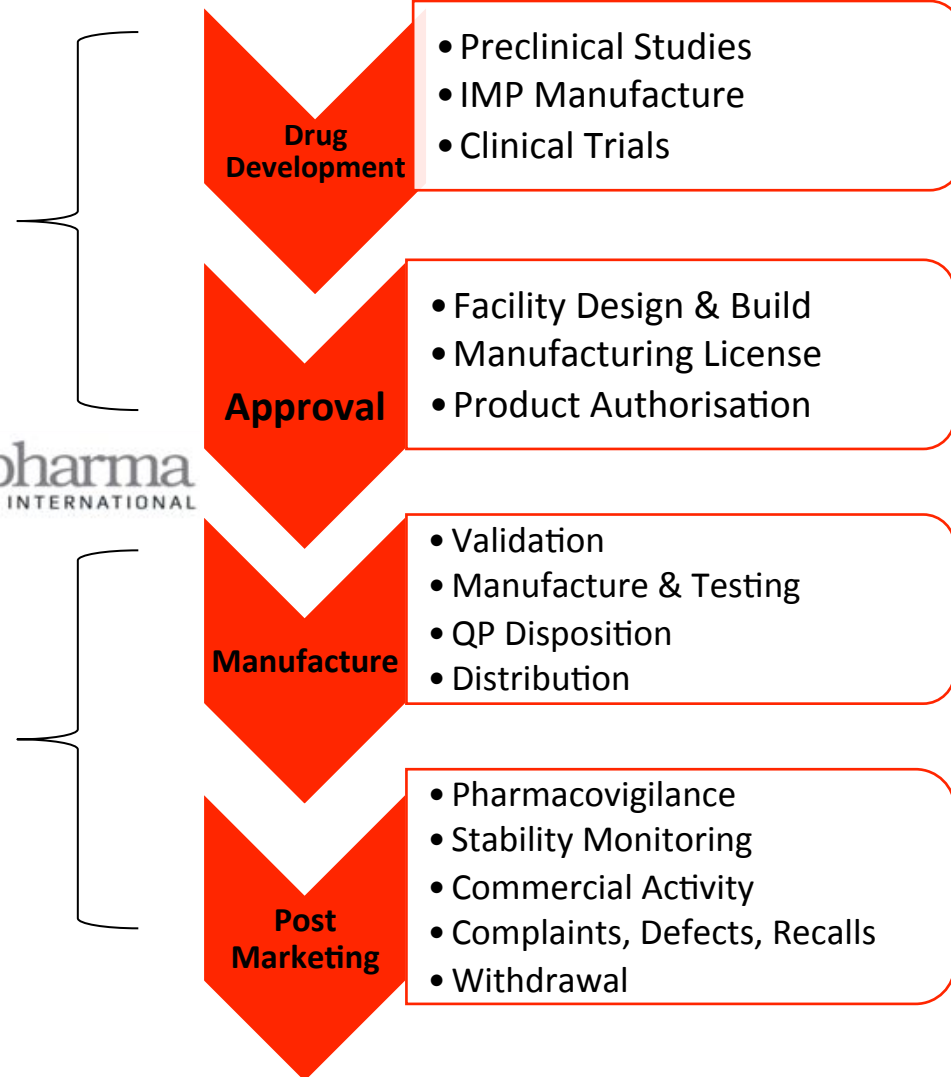 Drug
Development
• Preclinical Studies
• IMP Manufacture
• Clinical Trials
Approval
• Facility Design & Build
• Manufacturing License
• Product Authorisation
pharma
INTERNATIONAL
Manufacture
• Validation
• Manufacture & Testing
• QP Disposition
• Distribution
Post
Marketing
• Pharmacovigilance
• Stability Monitoring
• Commercial Activity
• Complaints, Defects, Recalls
• Withdrawal